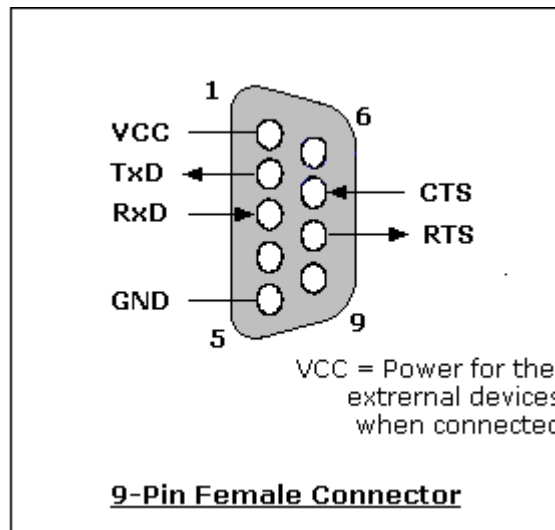 1
6
VCC
TxD
CTS
RxD
RTS
GND
5
9
VCC = Power for the
extrernal devices
when connected
9-Pin Female Connector